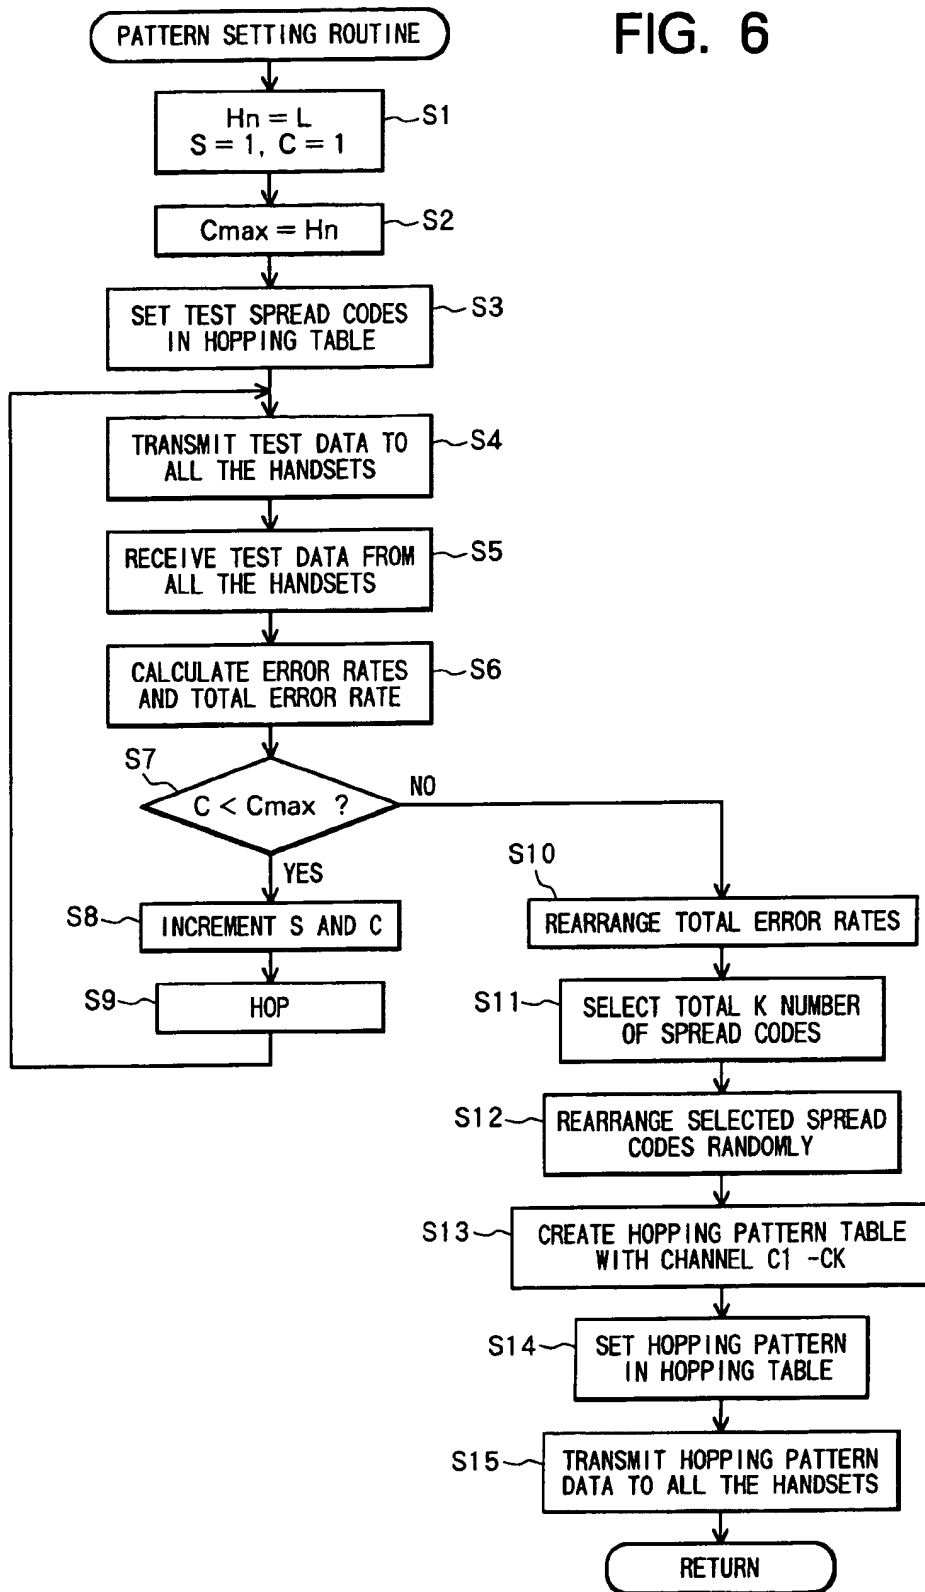 FIG. 6
PATTERN SETTING ROUTINE
Hn = L
S = 1, C = 1
S1
Cmax = Hn
S2
SET TEST SPREAD CODES
IN HOPPING TABLE
S3
TRANSMIT TEST DATA TO
ALL THE HANDSETS
S4
RECEIVE TEST DATA FROM
ALL THE HANDSETS
S5
CALCULATE ERROR RATES
AND TOTAL ERROR RATE
S6
S7
C < Cmax ?
NO
YES
S8
INCREMENT S AND C
S9
HOP
S10
REARRANGE TOTAL ERROR RATES
S11
SELECT TOTAL K NUMBER
OF SPREAD CODES
S12
REARRANGE SELECTED SPREAD
CODES RANDOMLY
S13
CREATE HOPPING PATTERN TABLE
WITH CHANNEL C1 -CK
S14
SET HOPPING PATTERN
IN HOPPING TABLE
S15
TRANSMIT HOPPING PATTERN
DATA TO ALL THE HANDSETS
RETURN